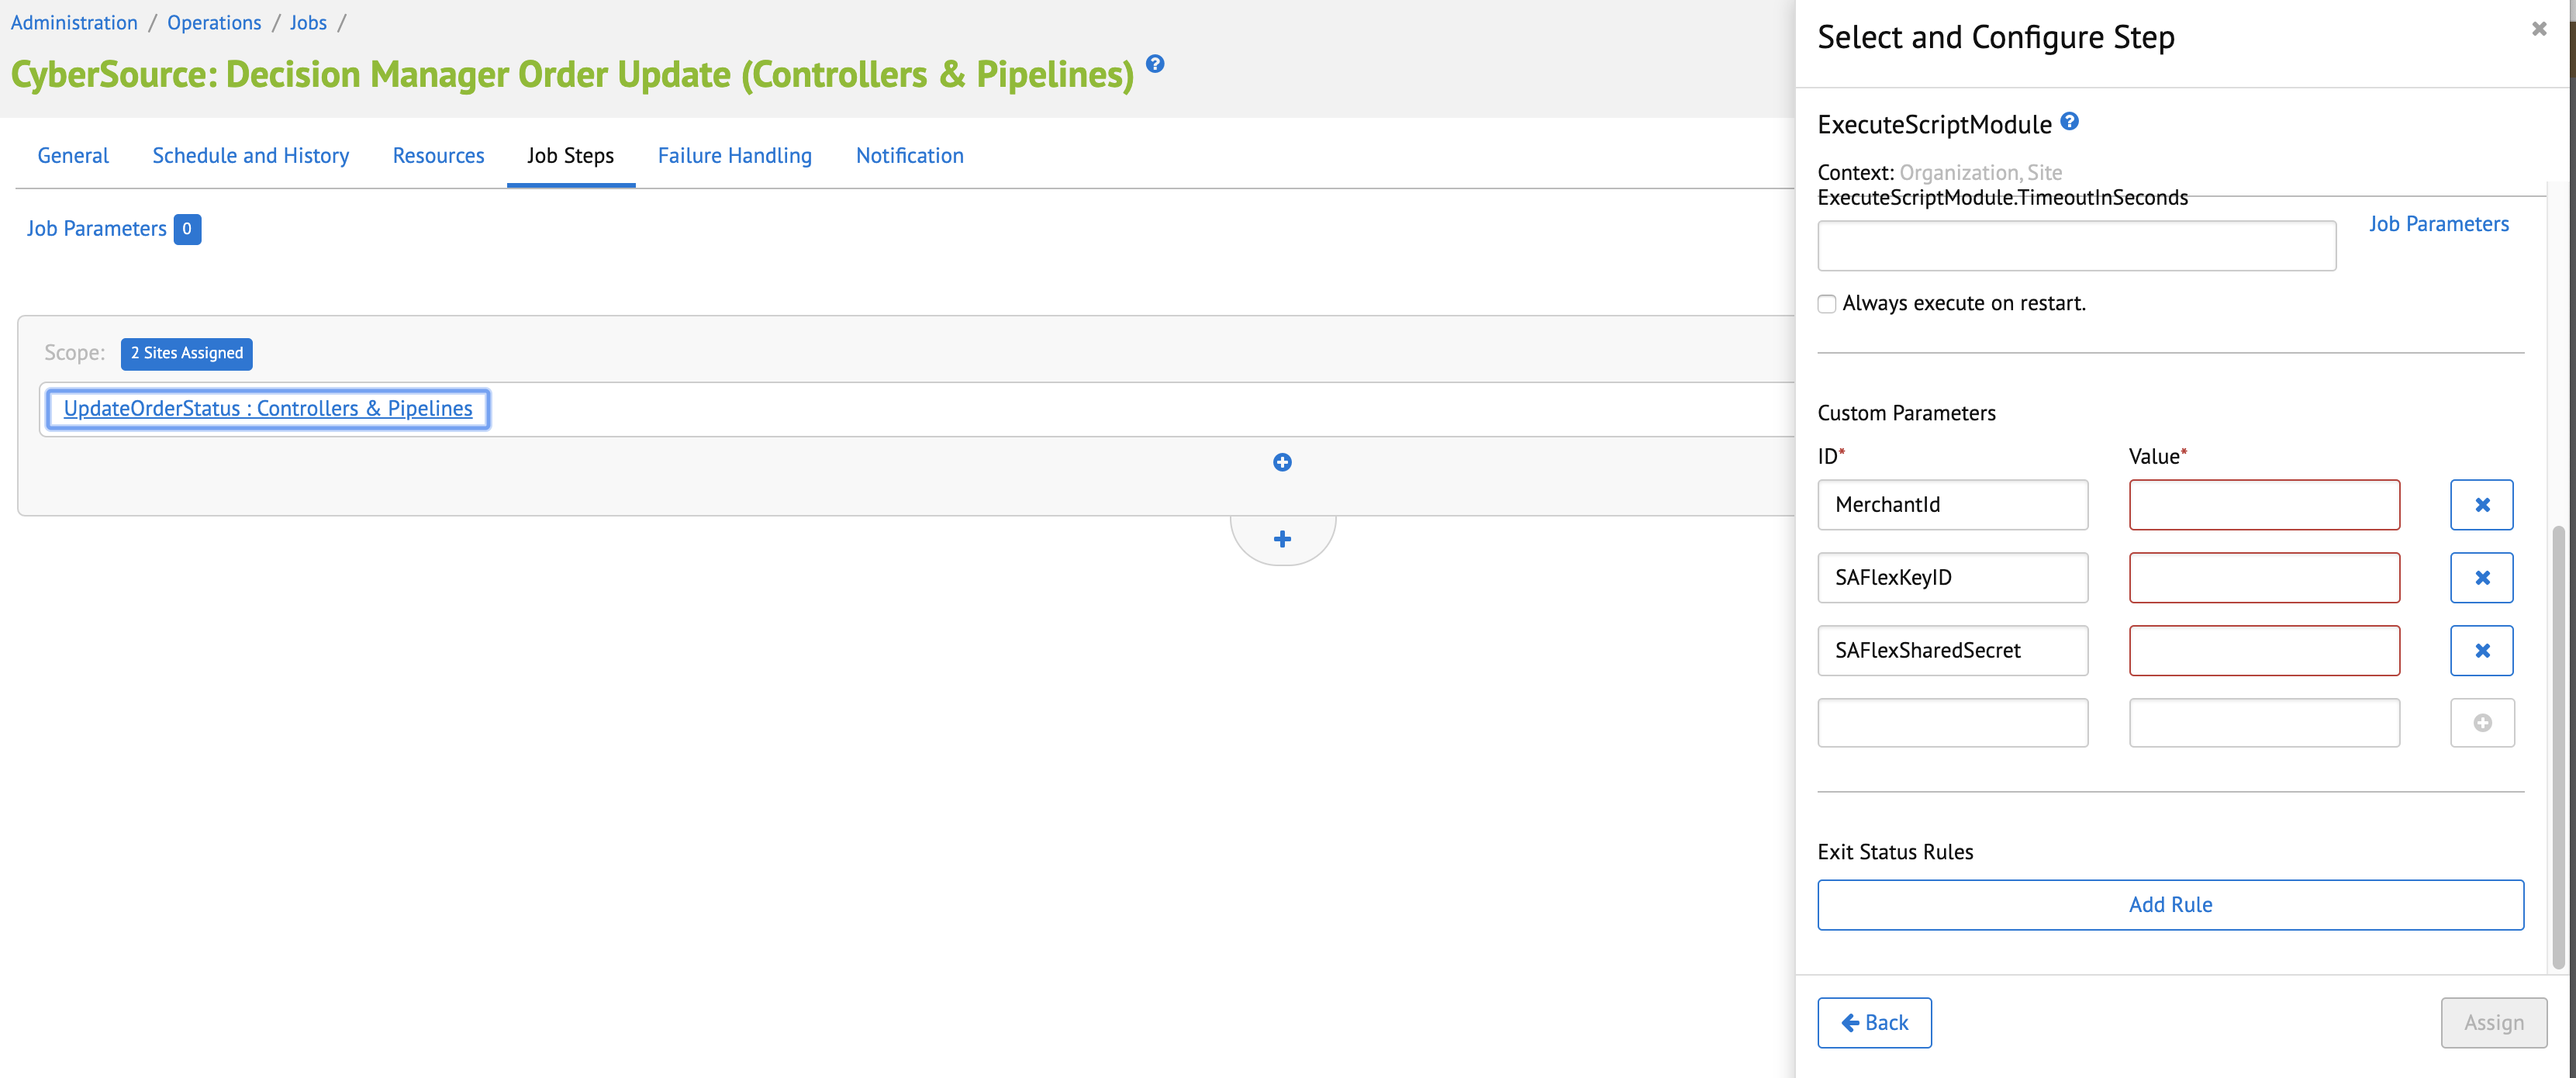 Administration / Operations / Jobs /
CyberSource: Decision Manager Order Update (Controllers & Pipelines) ?
General Schedule and History Resources Job Steps Failure Handling Notification
Job Parameters 0
Scope: 2 Sites Assigned
UpdateOrderStatus : Controllers & Pipelines
Select and Configure Step
ExecuteScriptModule ?
Context: Organization, Site
ExecuteScriptModule.TimeoutInSeconds
Job Parameters
Always execute on restart.
Custom Parameters
ID* Value*
MerchantId
SAFlexKeyID
SAFlexSharedSecret
Exit Status Rules
Add Rule
Back Assign